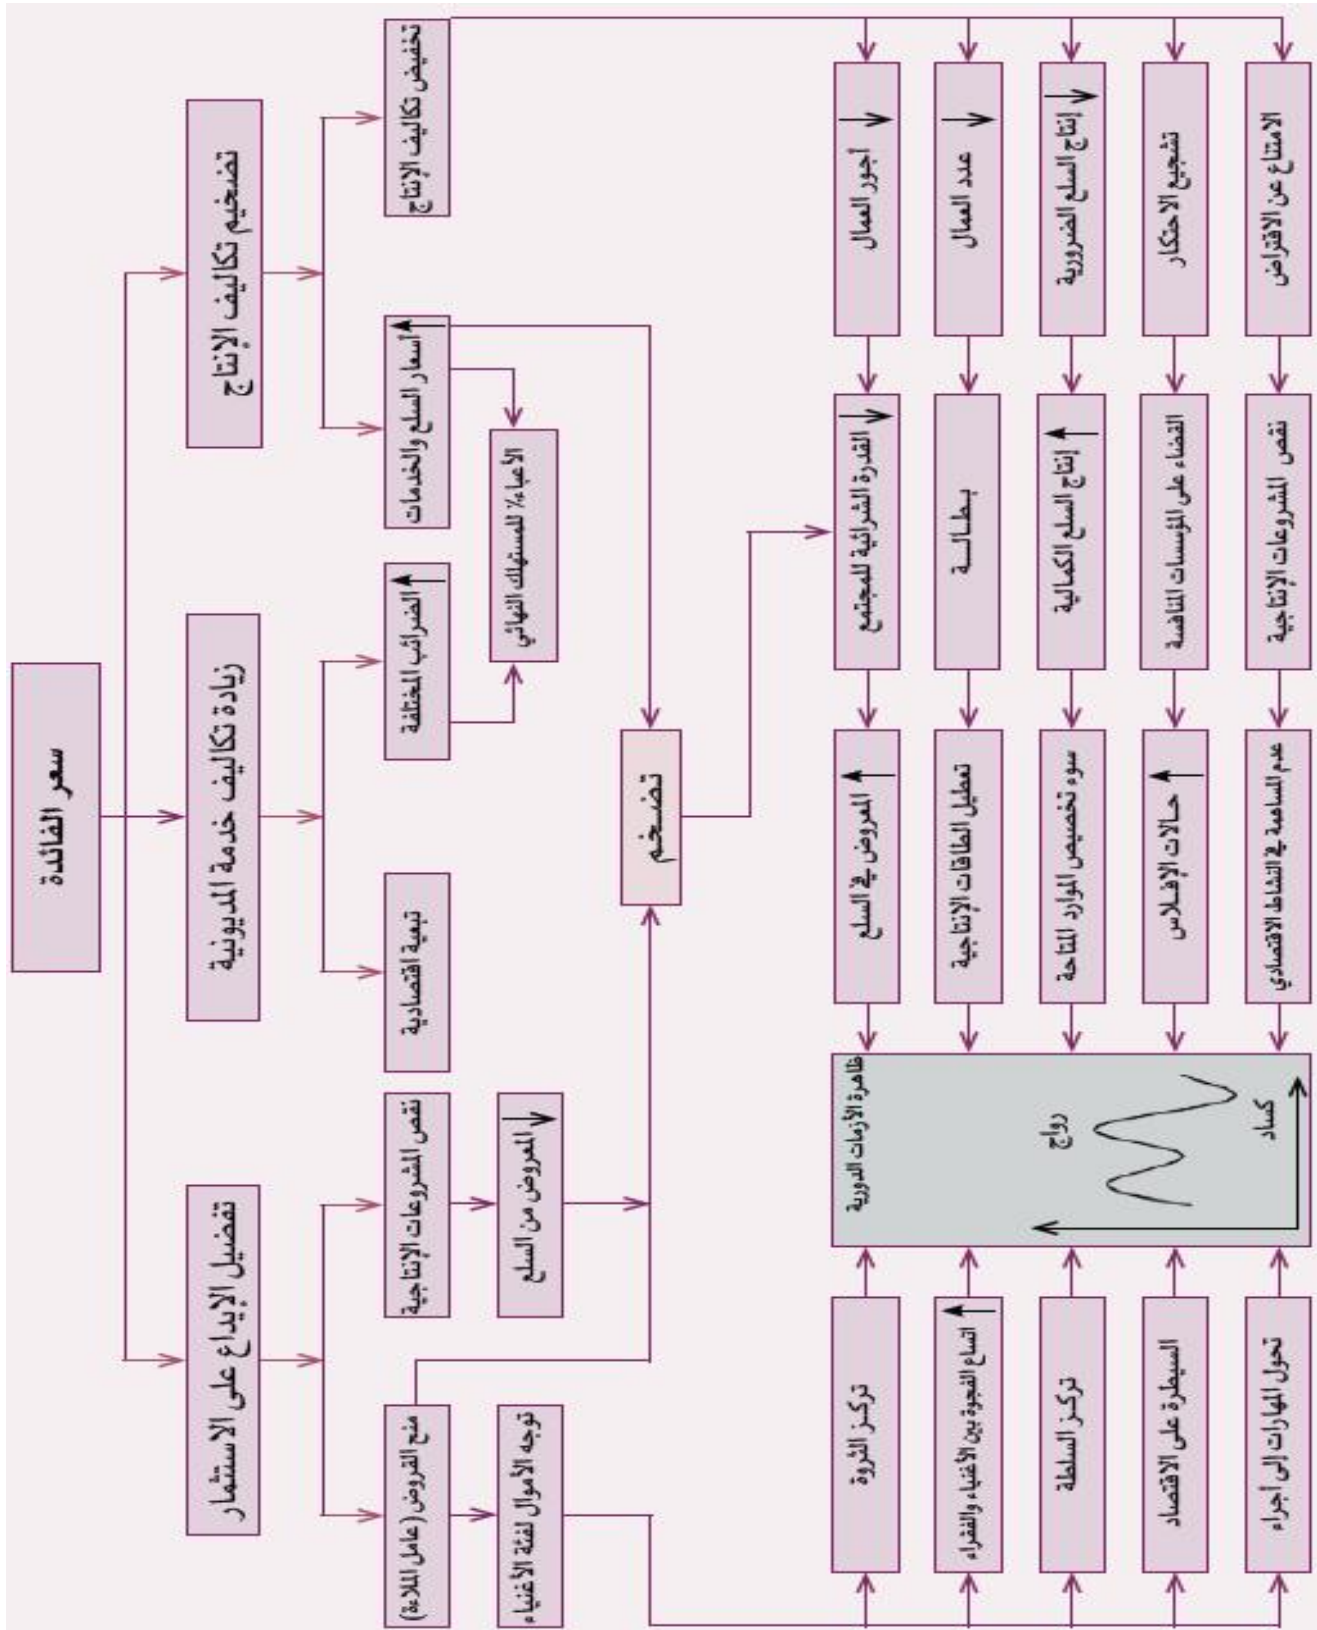 سعر الفائدة
تضخيم تكاليف الإنتاج
زيادة تكاليف خدمة المديونية
تفضيل الإيداع على الاستثمار
تخفيض تكاليف الإنتاج
أسعار السلع والخدمات
الضرائب المختلفة
تبعية اقتصادية
نقص المشروعات الإنتاجية
منح القروض (عامل الملاءة)
الأعباء٪ للمستهلك النهائي
المعروض من السلع
توجه الأموال لفئة الأغنياء
تضخم
أجور العمال
القدرة الشرائية للمجتمع
المعروض في السلع
عدد العمال
بطالـــة
تعطيل الطاقات الإنتاجية
إنتاج السلع الضرورية
إنتاج السلع الكمالية
سوء تخصيص الموارد المتاحة
تشجيع الاحتكار
القضاء على المؤسسات المنافسة
حالات الإفلاس
الامتناع عن الاقتراض
نقص المشروعات الإنتاجية
عدم المساهمة في النشاط الاقتصادي
ظاهرة الأزمات الدورية
رواج
كساد
تركز الثروة
اتساع الفجوة بين الأغنياء والفقراء
تركز السلطة
السيطرة على الاقتصاد
تحول المهارات إلى أجراء